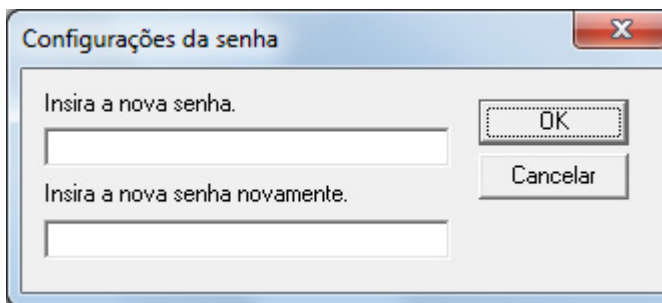 Configurações da senha
Insira a nova senha.
OK
Cancelar
Insira a nova senha novamente.